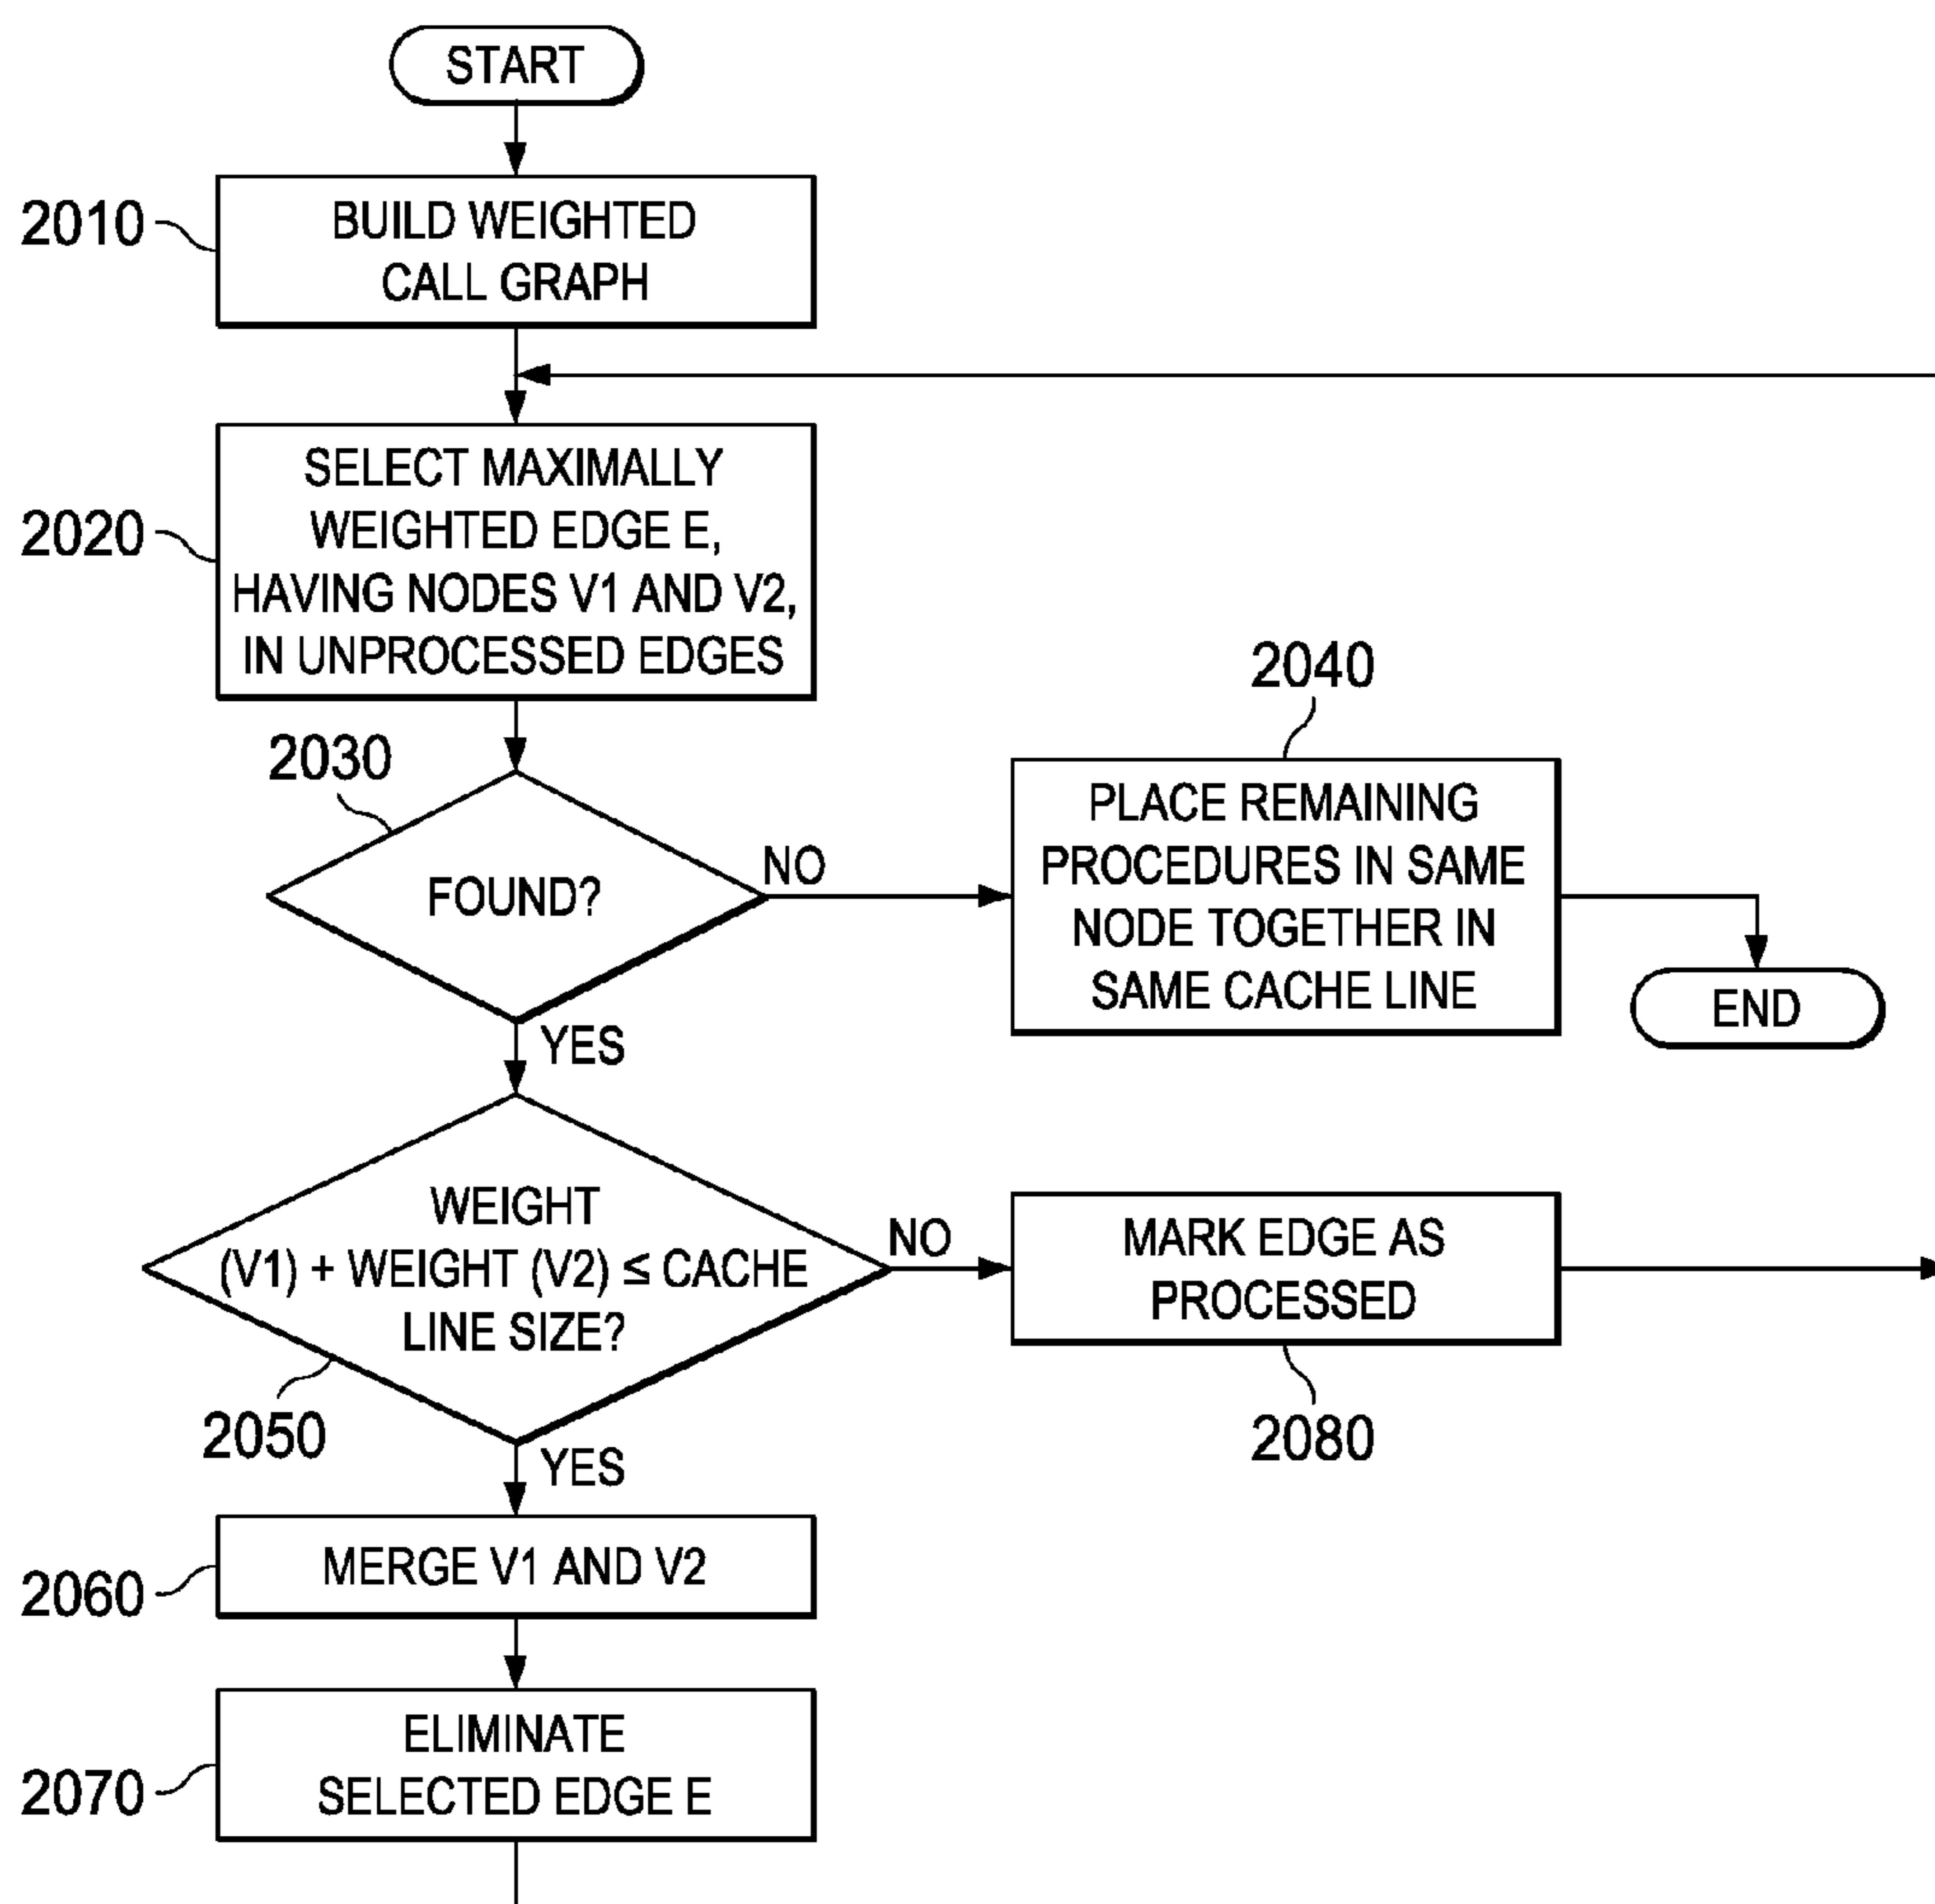 START
2010
BUILD WEIGHTED
CALL GRAPH
2020
SELECT MAXIMALLY
WEIGHTED EDGE E,
HAVING NODES V1 AND V2,
IN UNPROCESSED EDGES
2030
FOUND?
NO
YES
2040
PLACE REMAINING
PROCEDURES IN SAME
NODE TOGETHER IN
SAME CACHE LINE
END
WEIGHT
(V1) + WEIGHT (V2) ≤ CACHE
LINE SIZE?
2050
NO
YES
MARK EDGE AS
PROCESSED
2080
2060
MERGE V1 AND V2
2070
ELIMINATE
SELECTED EDGE E